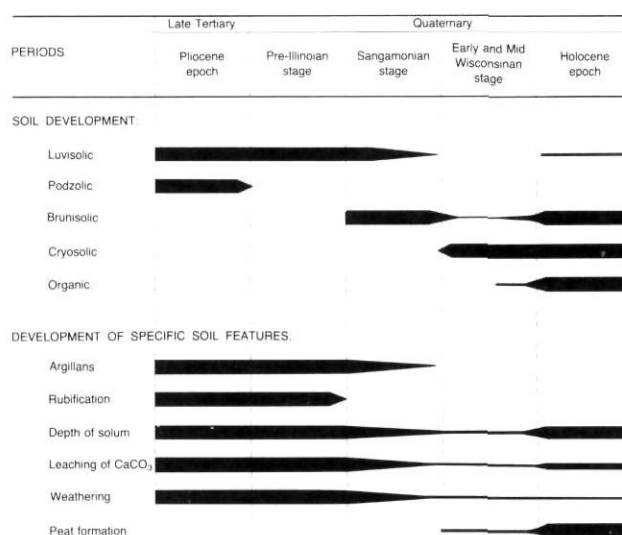 Late Tertiary Quaternary
PERIODS
Pliocene epoch
Pre-Illinoian stage
Sangamonian stage
Early and Mid Wisconsinan stage
Holocene epoch
SOIL DEVELOPMENT:
Luvisolic
Podzolic
Brunisolic
Cryosolic
Organic
DEVELOPMENT OF SPECIFIC SOIL FEATURES:
Argillans
Rubification
Depth of solum
Leaching of CaCO₃
Weathering
Peat formation